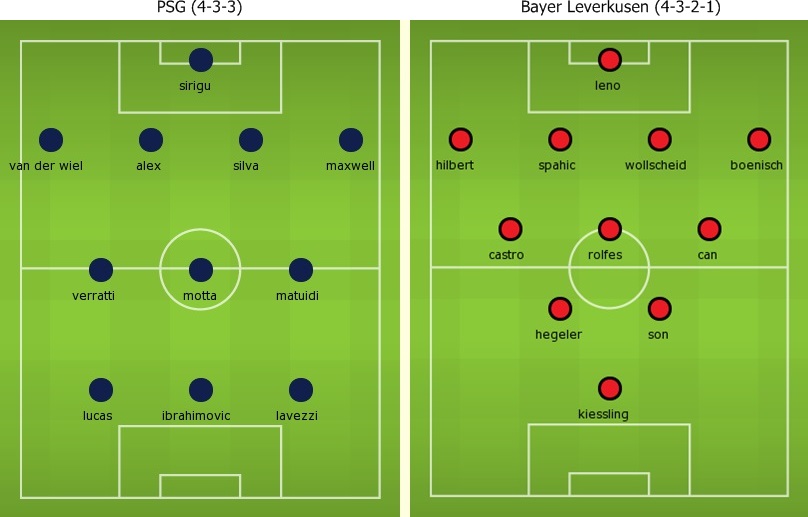 PSG (4-3-3)
sirigu
van der wiel alex silva maxwell
verratti motta matuidi
lucas ibrahimovic lavezzi
Bayer Leverkusen (4-3-2-1)
leno
hilbert spahic wollscheid boenisch
castro rolfes can
hegeler son
kiessling